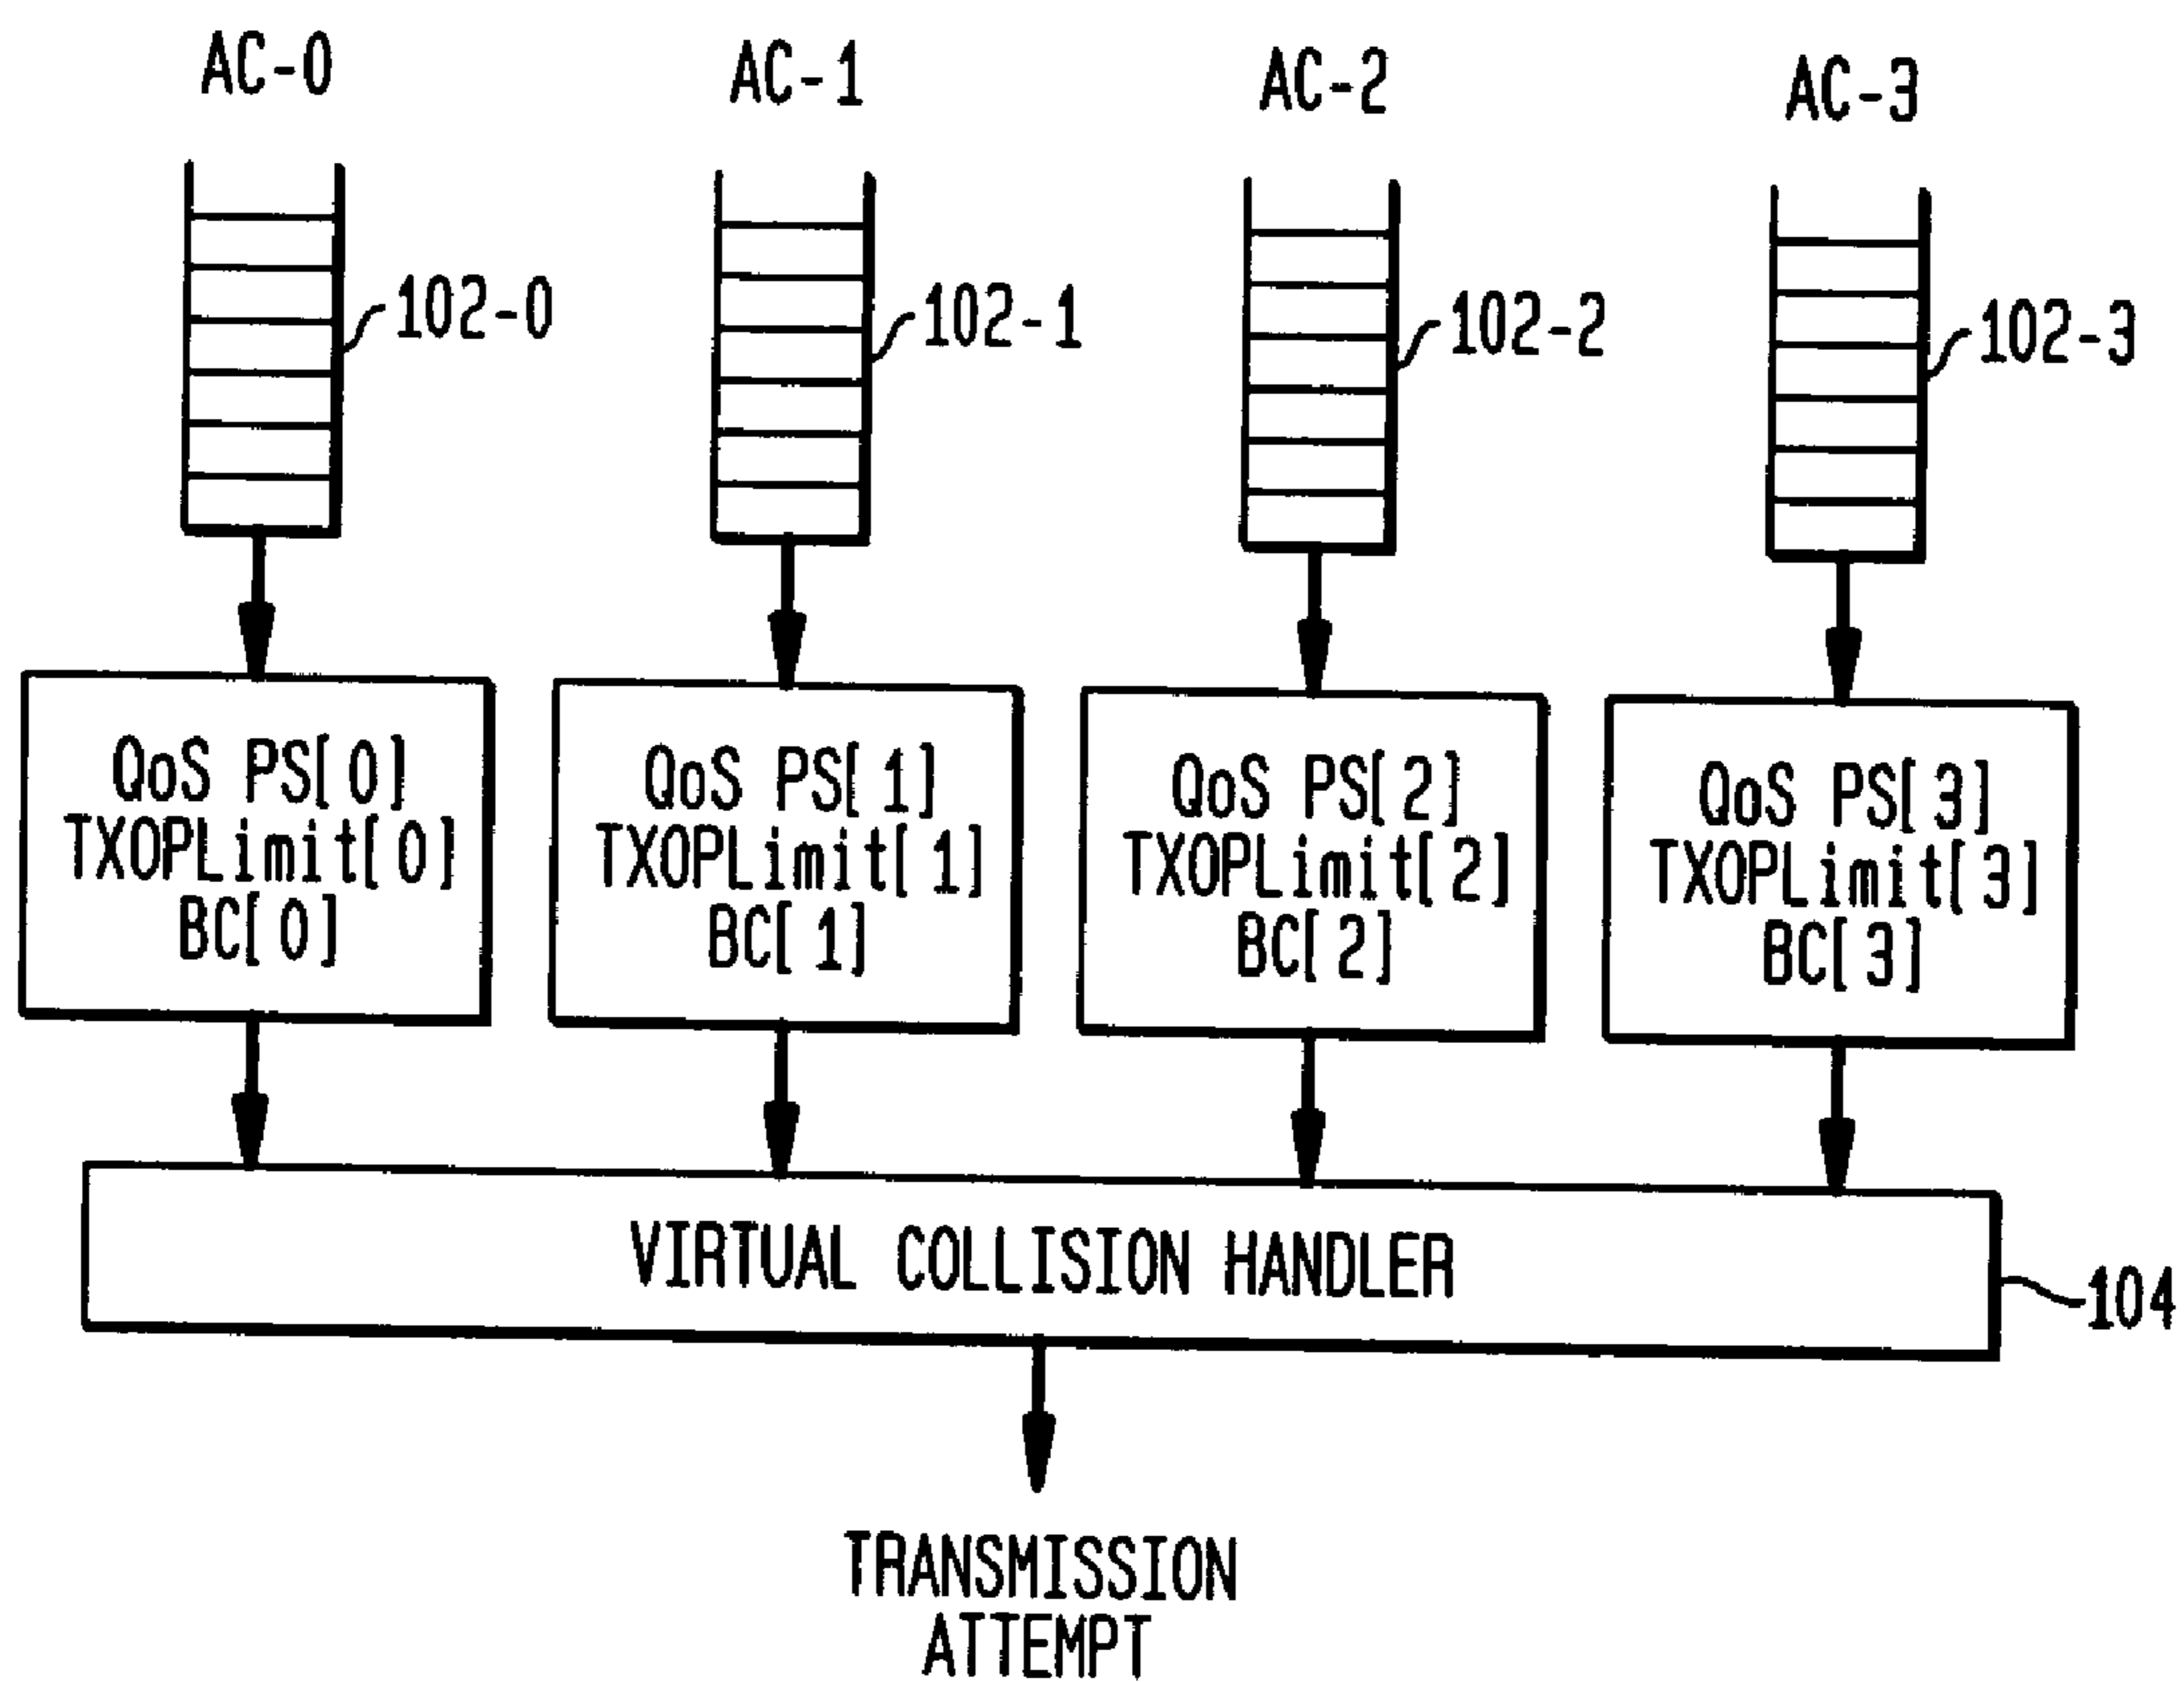 AC-0
AC-1
AC-2
AC-3
102-0
102-1
102-2
102-3
QoS PS[0]
TXOPLimit[0]
BC[0]
QoS PS[1]
TXOPLimit[1]
BC[1]
QoS PS[2]
TXOPLimit[2]
BC[2]
QoS PS[3]
TXOPLimit[3]
BC[3]
VIRTUAL COLLISION HANDLER
104
TRANSMISSION
ATTEMPT